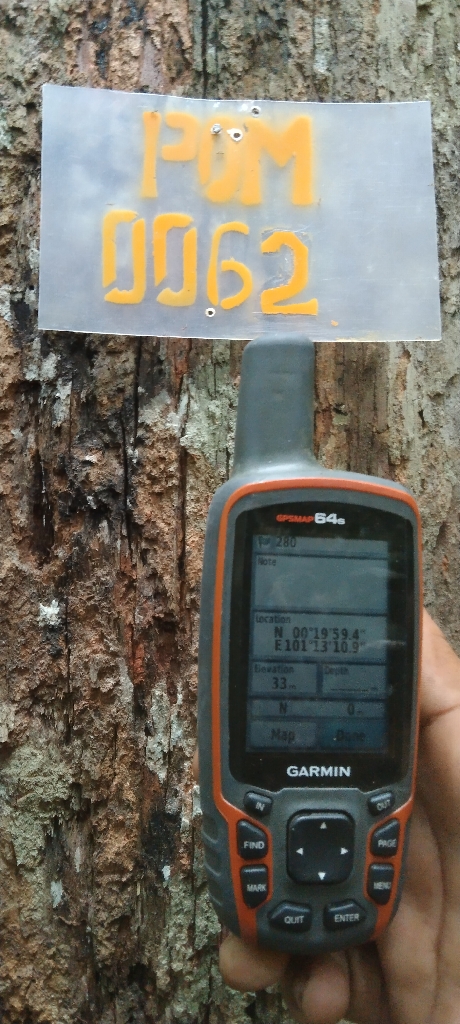 POM
0062
GPSMAP 64s
280
Note
Location
N 00°19'59.4"
E101°13'10.9"
Elevation
Depth
33 m
N 0
Map Done
GARMIN
IN OUT
FIND PAGE
MARK MENU
QUIT ENTER